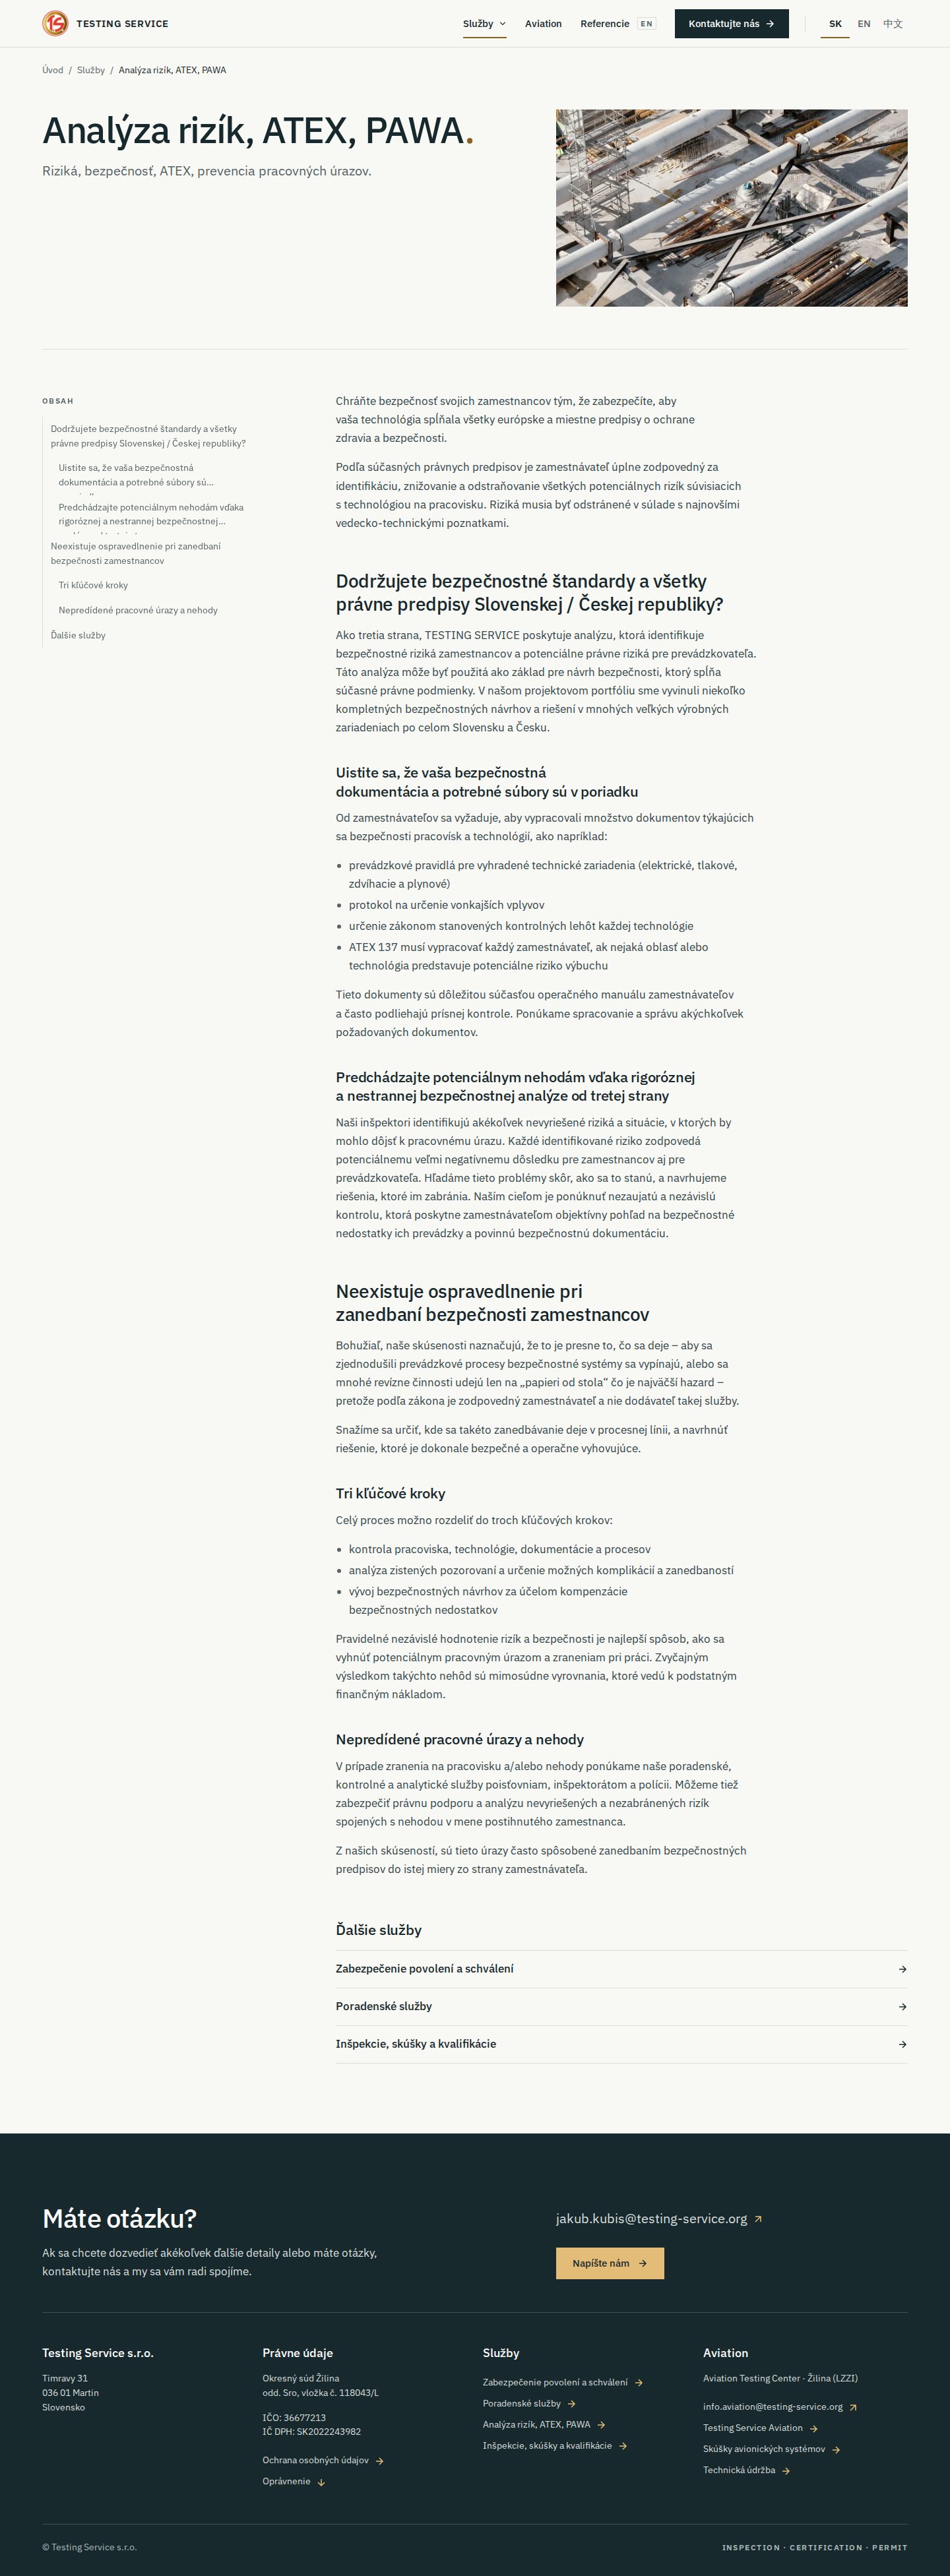 TESTING SERVICE
Služby
Aviation
Referencie EN
Kontaktujte nás →
SK EN 中文
Úvod / Služby / Analýza rizík, ATEX, PAWA
Analýza rizík, ATEX, PAWA.
Riziká, bezpečnosť, ATEX, prevencia pracovných úrazov.
OBSAH
Dodržujete bezpečnostné štandardy a všetky
právne predpisy Slovenskej / Českej republiky?
Uistite sa, že vaša bezpečnostná
dokumentácia a potrebné súbory sú…
Predchádzajte potenciálnym nehodám vďaka
rigoróznej a nestrannej bezpečnostnej…
Neexistuje ospravedlnenie pri zanedbaní
bezpečnosti zamestnancov
Tri kľúčové kroky
Nepredídené pracovné úrazy a nehody
Ďalšie služby
Chráňte bezpečnosť svojich zamestnancov tým, že zabezpečíte, aby
vaša technológia spĺňala všetky európske a miestne predpisy o ochrane
zdravia a bezpečnosti.
Podľa súčasných právnych predpisov je zamestnávateľ úplne zodpovedný za
identifikáciu, znižovanie a odstraňovanie všetkých potenciálnych rizík súvisiacich
s technológiou na pracovisku. Riziká musia byť odstránené v súlade s najnovšími
vedecko-technickými poznatkami.
Dodržujete bezpečnostné štandardy a všetky
právne predpisy Slovenskej / Českej republiky?
Ako tretia strana, TESTING SERVICE poskytuje analýzu, ktorá identifikuje
bezpečnostné riziká zamestnancov a potenciálne právne riziká pre prevádzkovateľa.
Táto analýza môže byť použitá ako základ pre návrh bezpečnosti, ktorý spĺňa
súčasné právne podmienky. V našom projektovom portfóliu sme vyvinuli niekoľko
kompletných bezpečnostných návrhov a riešení v mnohých veľkých výrobných
zariadeniach po celom Slovensku a Česku.
Uistite sa, že vaša bezpečnostná
dokumentácia a potrebné súbory sú v poriadku
Od zamestnávateľov sa vyžaduje, aby vypracovali množstvo dokumentov týkajúcich
sa bezpečnosti pracovísk a technológií, ako napríklad:
• prevádzkové pravidlá pre vyhradené technické zariadenia (elektrické, tlakové,
zdvíhacie a plynové)
• protokol na určenie vonkajších vplyvov
• určenie zákonom stanovených kontrolných lehôt každej technológie
• ATEX 137 musí vypracovať každý zamestnávateľ, ak nejaká oblasť alebo
technológia predstavuje potenciálne riziko výbuchu
Tieto dokumenty sú dôležitou súčasťou operačného manuálu zamestnávateľov
a často podliehajú prísnej kontrole. Ponúkame spracovanie a správu akýchkoľvek
požadovaných dokumentov.
Predchádzajte potenciálnym nehodám vďaka rigoróznej
a nestrannej bezpečnostnej analýze od tretej strany
Naši inšpektori identifikujú akékoľvek nevyriešené riziká a situácie, v ktorých by
mohlo dôjsť k pracovnému úrazu. Každé identifikované riziko zodpovedá
potenciálnemu veľmi negatívnemu dôsledku pre zamestnancov aj pre
prevádzkovateľa. Hľadáme tieto problémy skôr, ako sa to stanú, a navrhujeme
riešenia, ktoré im zabránia. Naším cieľom je ponúknuť nezaujatú a nezávislú
kontrolu, ktorá poskytne zamestnávateľom objektívny pohľad na bezpečnostné
nedostatky ich prevádzky a povinnú bezpečnostnú dokumentáciu.
Neexistuje ospravedlnenie pri
zanedbaní bezpečnosti zamestnancov
Bohužiaľ, naše skúsenosti naznačujú, že to je presne to, čo sa deje – aby sa
zjednodušili prevádzkové procesy bezpečnostné systémy sa vypínajú, alebo sa
mnohé revízne činnosti udejú len na „papieri od stola“ čo je najväčší hazard –
pretože podľa zákona je zodpovedný zamestnávateľ a nie dodávateľ takej služby.
Snažíme sa určiť, kde sa takéto zanedbávanie deje v procesnej línii, a navrhnúť
riešenie, ktoré je dokonale bezpečné a operačne vyhovujúce.
Tri kľúčové kroky
Celý proces možno rozdeliť do troch kľúčových krokov:
• kontrola pracoviska, technológie, dokumentácie a procesov
• analýza zistených pozorovaní a určenie možných komplikácií a zanedbaností
• vývoj bezpečnostných návrhov za účelom kompenzácie
bezpečnostných nedostatkov
Pravidelné nezávislé hodnotenie rizík a bezpečnosti je najlepší spôsob, ako sa
vyhnúť potenciálnym pracovným úrazom a zraneniam pri práci. Zvyčajným
výsledkom takýchto nehôd sú mimosúdne vyrovnania, ktoré vedú k podstatným
finančným nákladom.
Nepredídené pracovné úrazy a nehody
V prípade zranenia na pracovisku a/alebo nehody ponúkame naše poradenské,
kontrolné a analytické služby poisťovniam, inšpektorátom a polícii. Môžeme tiež
zabezpečiť právnu podporu a analýzu nevyriešených a nezabránených rizík
spojených s nehodou v mene postihnutého zamestnanca.
Z našich skúseností, sú tieto úrazy často spôsobené zanedbaním bezpečnostných
predpisov do istej miery zo strany zamestnávateľa.
Ďalšie služby
Zabezpečenie povolení a schválení →
Poradenské služby →
Inšpekcie, skúšky a kvalifikácie →
Máte otázku?
Ak sa chcete dozvedieť akékoľvek ďalšie detaily alebo máte otázky,
kontaktujte nás a my sa vám radi spojíme.
jakub.kubis@testing-service.org ↗
Napíšte nám →
Testing Service s.r.o.
Timravy 31
036 01 Martin
Slovensko
Právne údaje
Okresný súd Žilina
odd. Sro, vložka č. 118043/L
IČO: 36677213
IČ DPH: SK2022243982
Ochrana osobných údajov →
Oprávnenie ↓
Služby
Zabezpečenie povolení a schválení →
Poradenské služby →
Analýza rizík, ATEX, PAWA →
Inšpekcie, skúšky a kvalifikácie →
Aviation
Aviation Testing Center · Žilina (LZZI)
info.aviation@testing-service.org ↗
Testing Service Aviation →
Skúšky avionických systémov →
Technická údržba →
© Testing Service s.r.o.
INSPECTION · CERTIFICATION · PERMIT